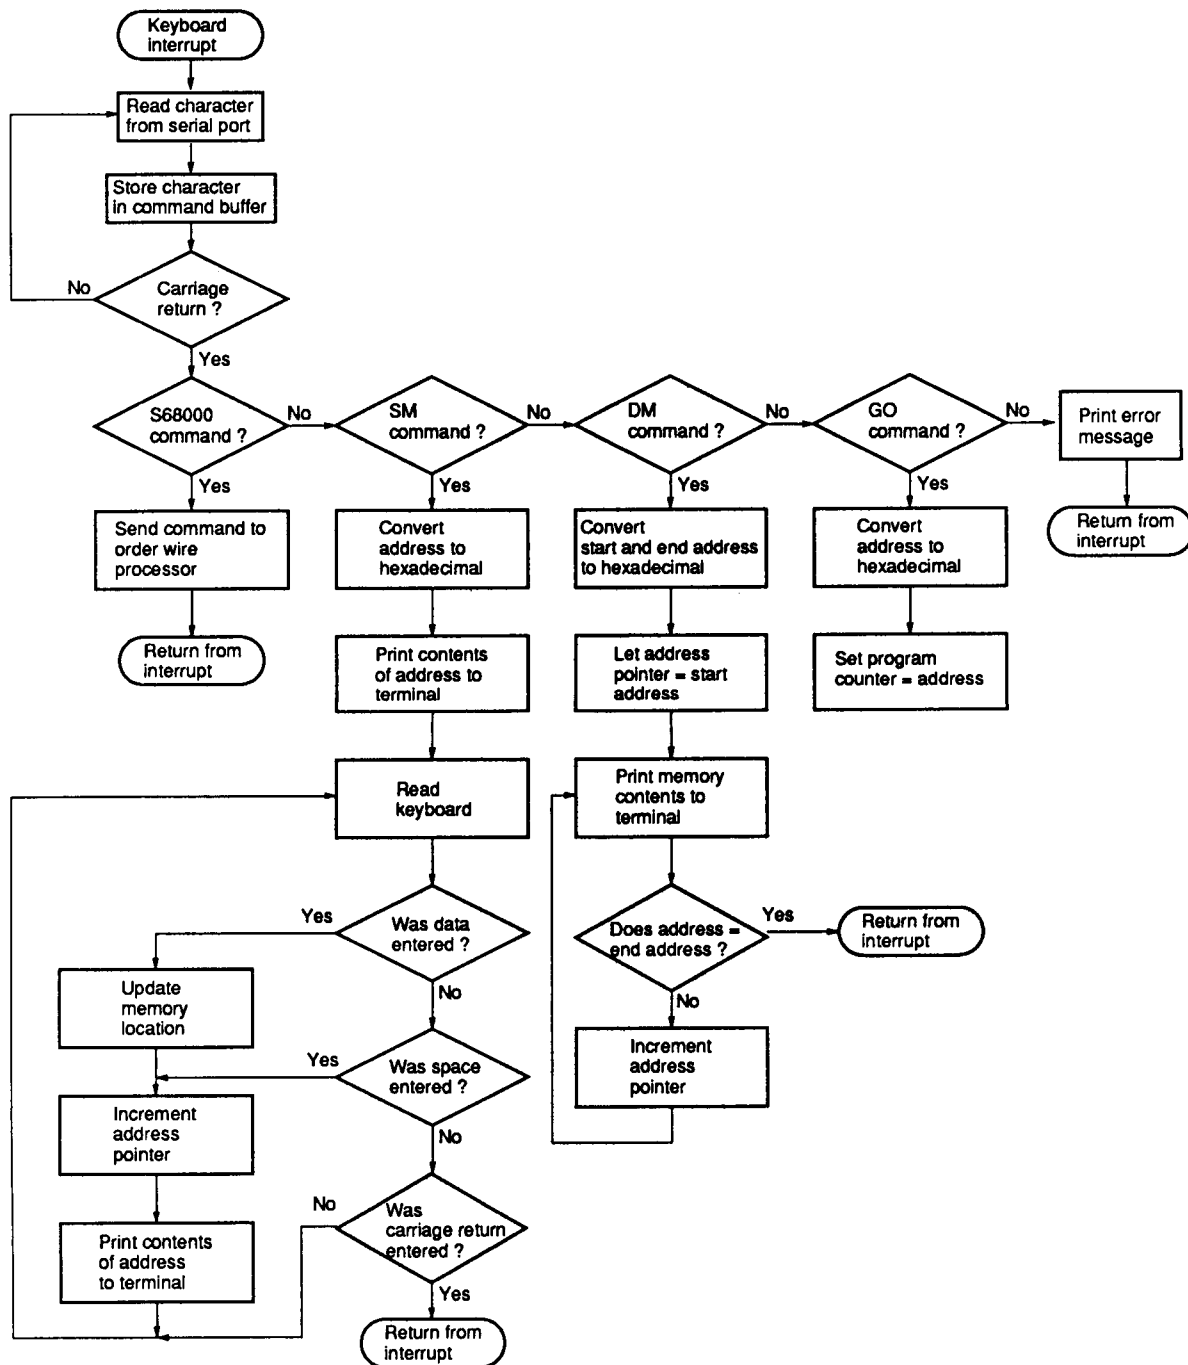 Keyboard
interrupt
Read character
from serial port
Store character
in command buffer
No
Carriage
return ?
Yes
S68000
command ?
No
SM
command ?
No
DM
command ?
No
GO
command ?
No
Print error
message
Yes
Yes
Yes
Yes
Send command to
order wire
processor
Convert
address to
hexadecimal
Convert
start and end address
to hexadecimal
Convert
address to
hexadecimal
Return from
interrupt
Return from
interrupt
Print contents
of address to
terminal
Let address
pointer = start
address
Set program
counter = address
Read
keyboard
Print memory
contents to
terminal
Yes
Was data
entered ?
No
Does address =
end address ?
Yes
Return from
interrupt
No
Update
memory
location
Yes
Was space
entered ?
No
Increment
address
pointer
Increment
address
pointer
No
Was
carriage return
entered ?
Yes
Print contents
of address
to terminal
Return from
interrupt